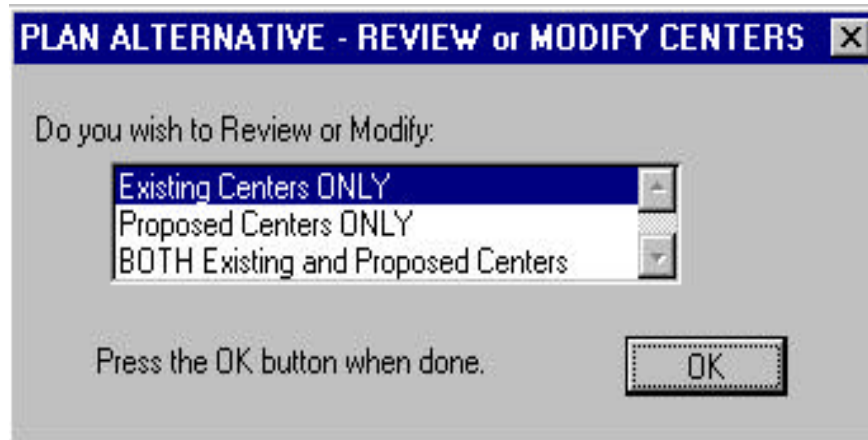 PLAN ALTERNATIVE - REVIEW or MODIFY CENTERS
Do you wish to Review or Modify:
Existing Centers ONLY
Proposed Centers ONLY
BOTH Existing and Proposed Centers
Press the OK button when done.
OK